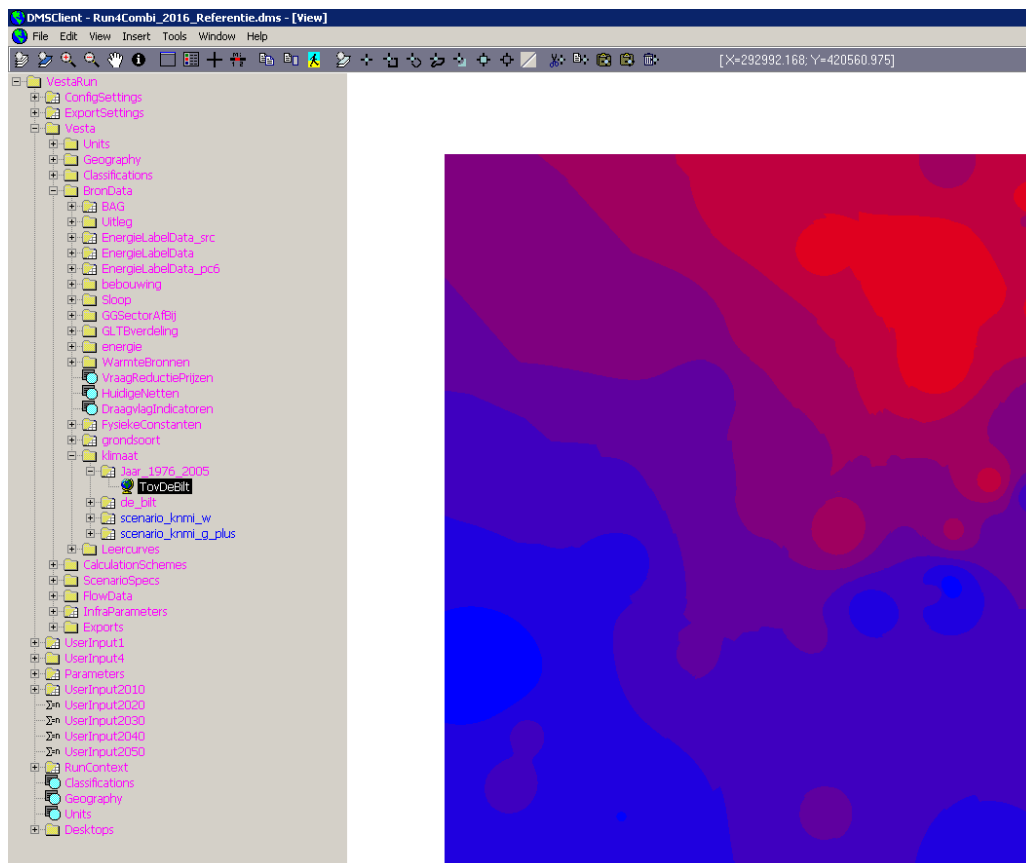 DMSClient - Run4Combi_2016_Referentie.dms - [View]
File Edit View Insert Tools Window Help
[X=292992.168; Y=420560.975]
VestaRun
ConfigSettings
ExportSettings
Vesta
Units
Geography
Classifications
BronData
BAG
Uitleg
EnergieLabelData_src
EnergieLabelData
EnergieLabelData_pc6
bebouwing
Sloop
GGSectorAfBij
GLTBverdeling
energie
WarmteBronnen
VraagReductiePrijzen
HuidigeNetten
DraagvlagIndicatoren
FysiekeConstanten
grondsoort
klimaat
Jaar_1976_2005
TovDeBilt
de_bilt
scenario_knmi_w
scenario_knmi_g_plus
Leercurves
CalculationSchemes
ScenarioSpecs
FlowData
InfraParameters
Exports
UserInput1
UserInput4
Parameters
UserInput2010
Σ=n UserInput2020
Σ=n UserInput2030
Σ=n UserInput2040
Σ=n UserInput2050
RunContext
Classifications
Geography
Units
Desktops